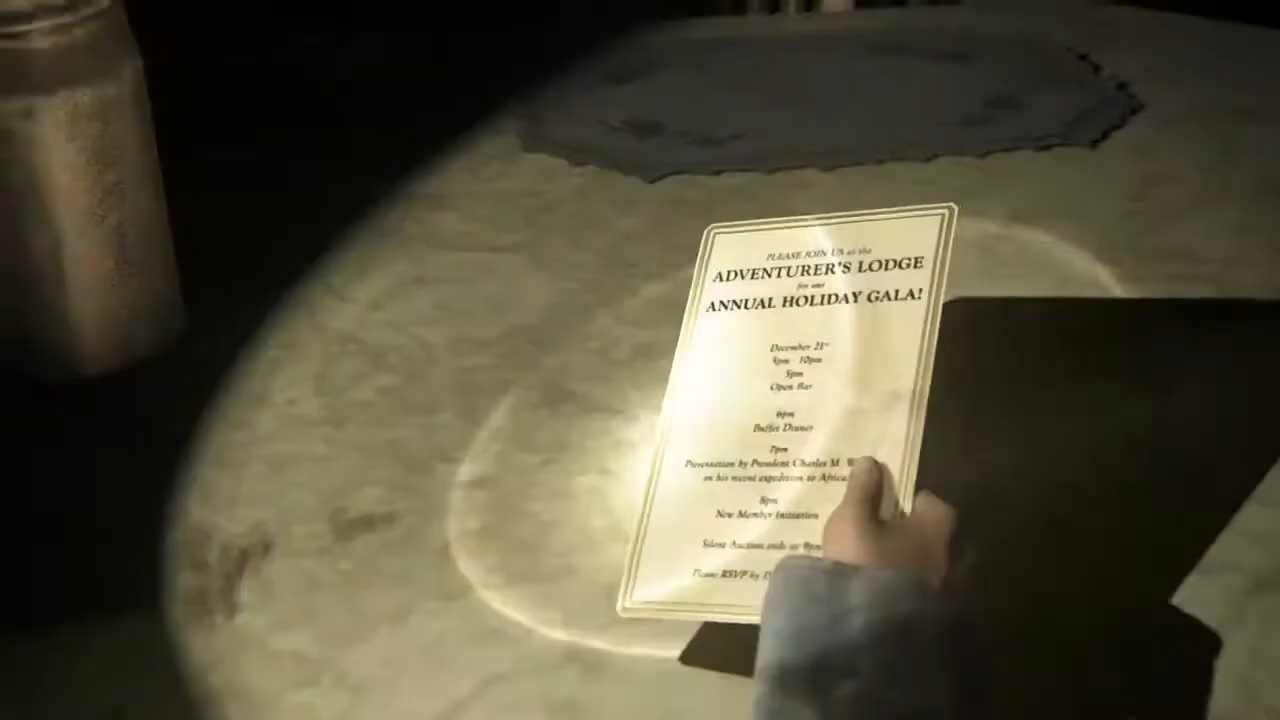 PLEASE JOIN US at the
ADVENTURER'S LODGE
for our
ANNUAL HOLIDAY GALA!
December 21st
5pm - 10pm
5pm
Open Bar
6pm
Buffet Dinner
7pm
Presentation by President Charles M.
on his recent expedition to Africa
8pm
New Member Initiation
Silent Auction ends at 9pm
Please RSVP by